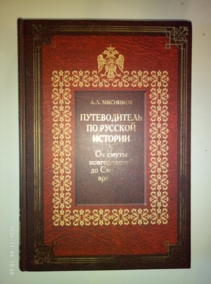 А.Л. МЯСНИКОВ
ПУТЕВОДИТЕЛЬ
ПО РУССКОЙ
ИСТОРИИ
От смуты
до